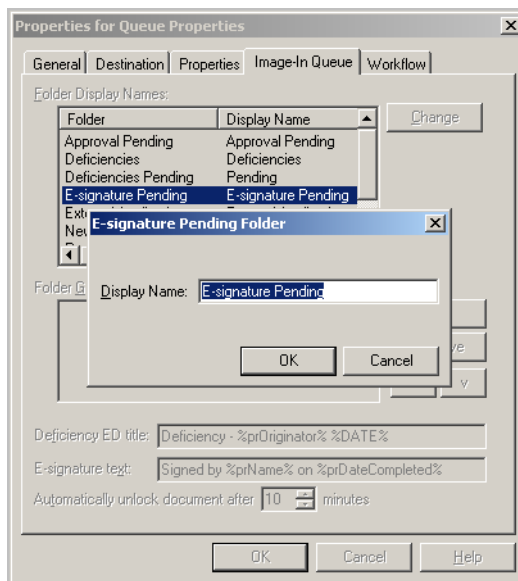 Properties for Queue Properties
General Destination Properties Image-In Queue Workflow
Folder Display Names:
Folder Display Name
Change
Approval Pending Approval Pending
Deficiencies Deficiencies
Deficiencies Pending Pending
E-signature Pending E-signature Pending
E-signature Pending Folder
Display Name: E-signature Pending
OK Cancel
Folder G
Deficiency ED title: Deficiency - %prOriginator% %DATE%
E-signature text: Signed by %prName% on %prDateCompleted%
Automatically unlock document after 10 minutes
OK Cancel Help